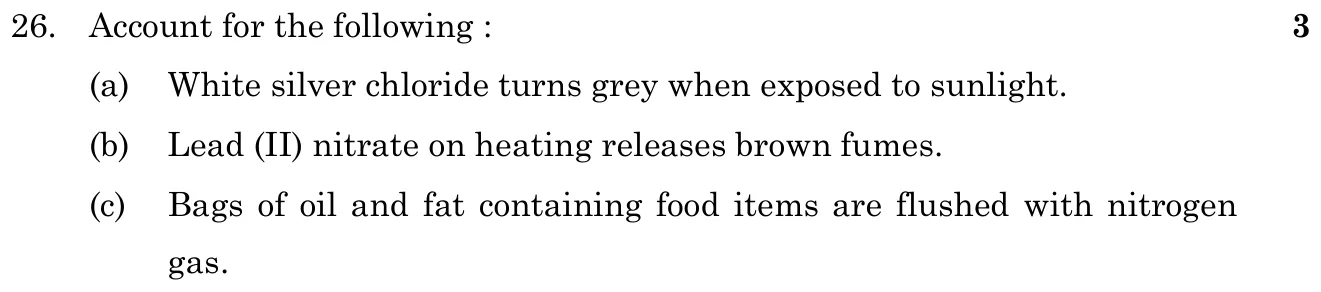 26. Account for the following : 3
(a) White silver chloride turns grey when exposed to sunlight.
(b) Lead (II) nitrate on heating releases brown fumes.
(c) Bags of oil and fat containing food items are flushed with nitrogen
gas.